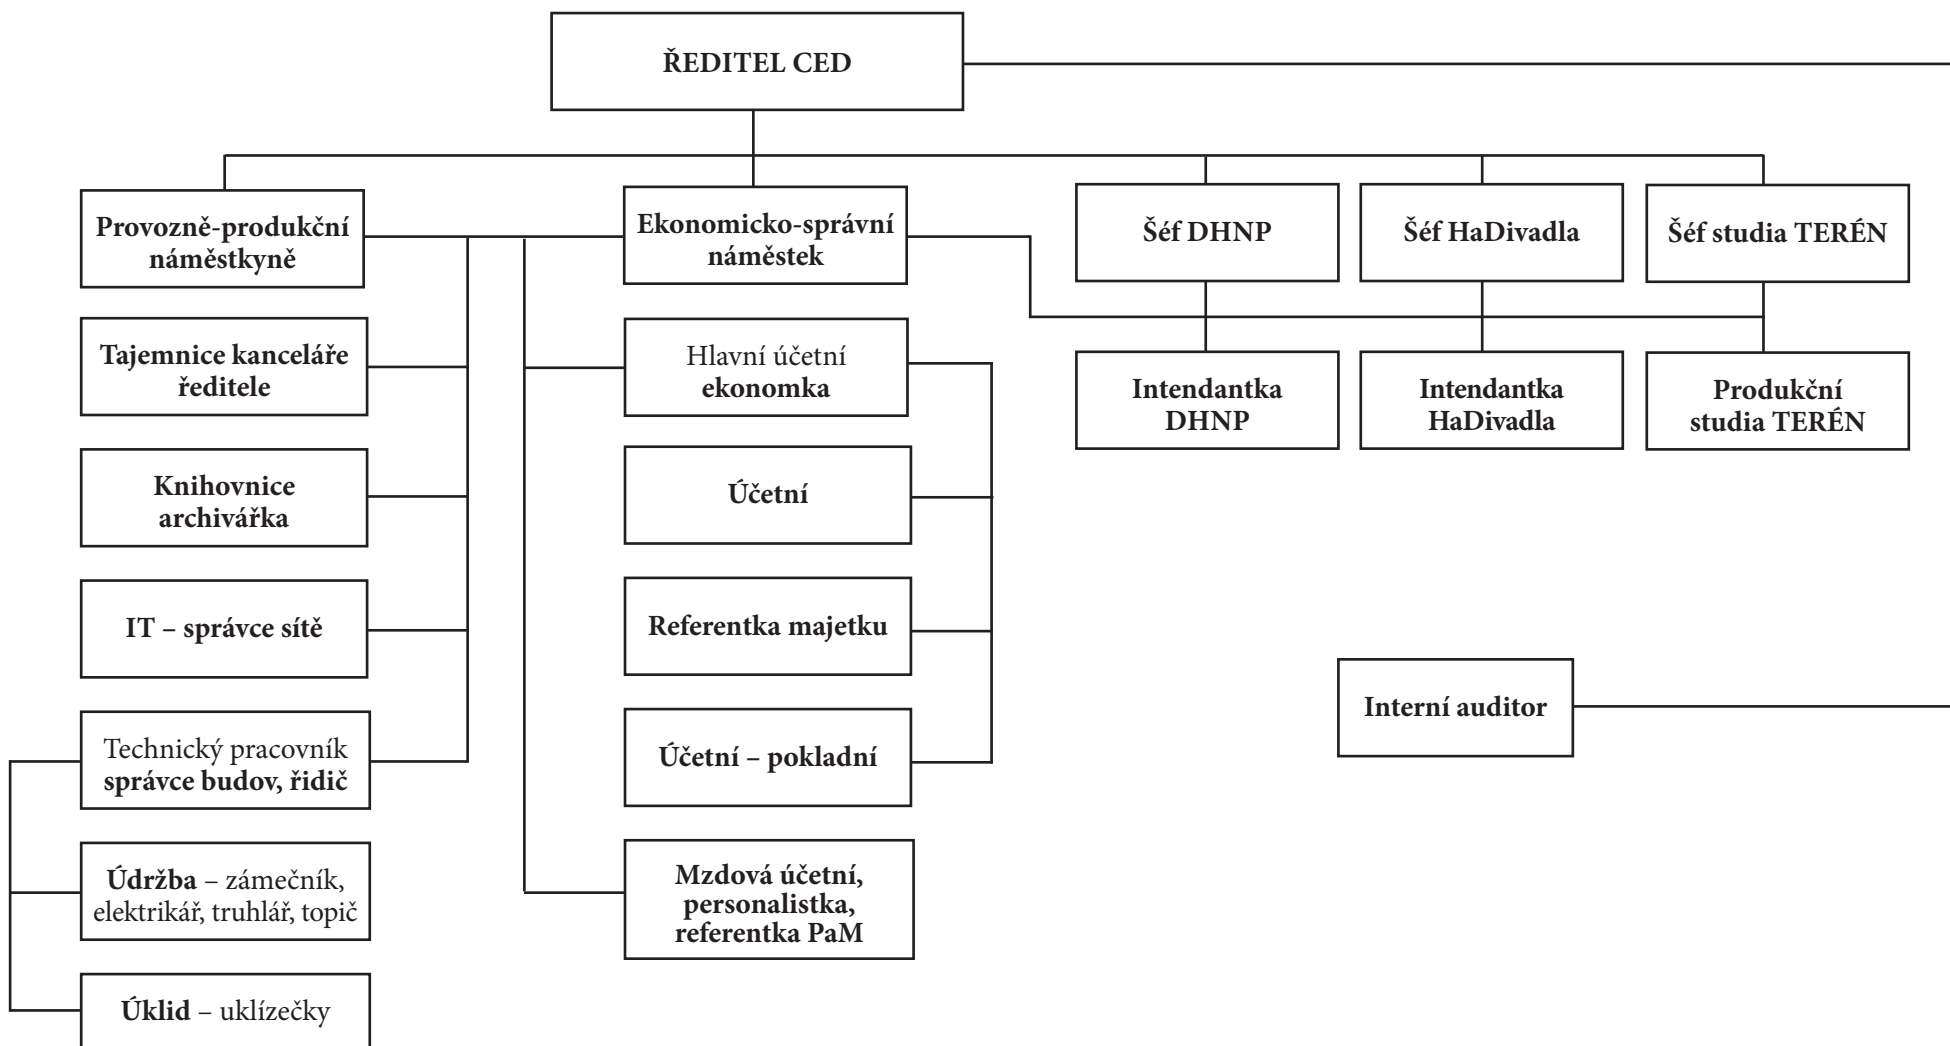 ŘEDITEL CED
Provozně-produkční
náměstkyně
Ekonomicko-správní
náměstek
Šéf DHNP
Šéf HaDivadla
Šéf studia TERÉN
Tajemnice kanceláře
ředitele
Hlavní účetní
ekonomka
Intendantka
DHNP
Intendantka
HaDivadla
Produkční
studia TERÉN
Knihovnice
archivářka
Účetní
IT – správce sítě
Referentka majetku
Interní auditor
Technický pracovník
správce budov, řidič
Účetní – pokladní
Údržba – zámečník,
elektrikář, truhlář, topič
Mzdová účetní,
personalistka,
referentka PaM
Úklid – uklízečky